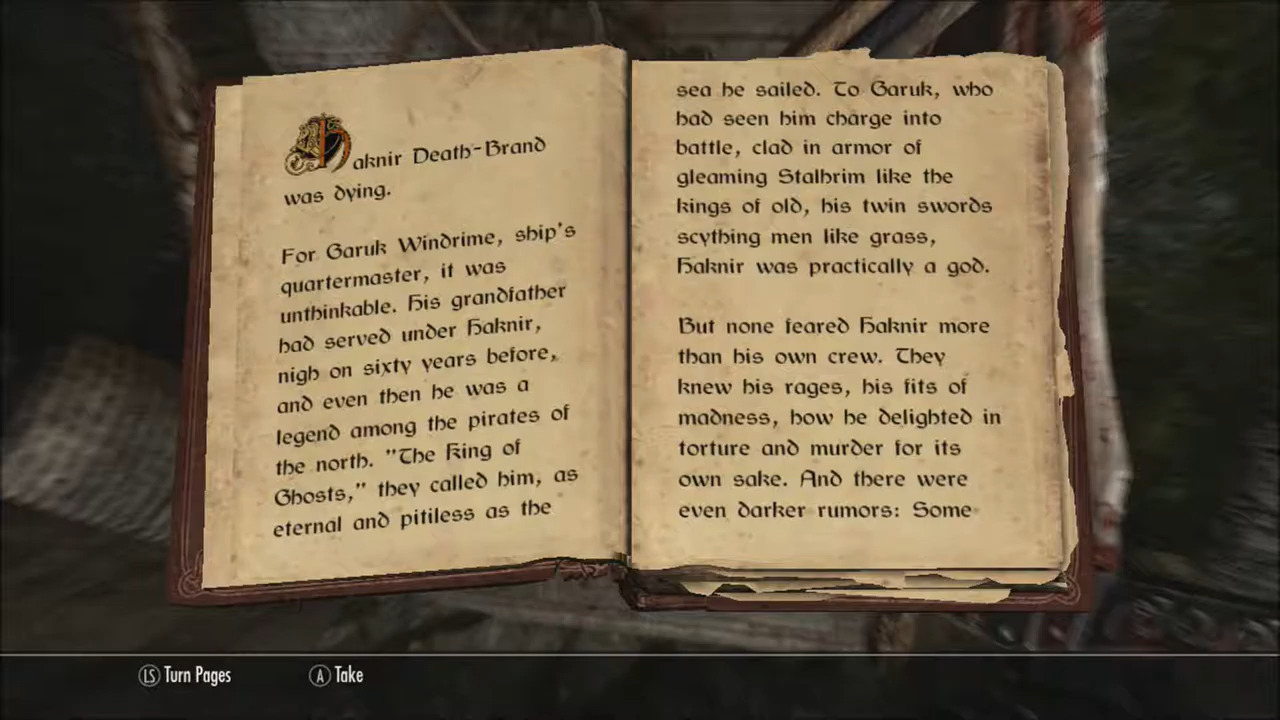 Haknir Death-Brand
was dying.
For Garuk Windrime, ship's
quartermaster, it was
unthinkable. His grandfather
had served under Haknir,
nigh on sixty years before,
and even then he was a
legend among the pirates of
the north. "The King of
Ghosts," they called him, as
eternal and pitiless as the
sea he sailed. To Garuk, who
had seen him charge into
battle, clad in armor of
gleaming Stalhrim like the
kings of old, his twin swords
scything men like grass,
Haknir was practically a god.
But none feared Haknir more
than his own crew. They
knew his rages, his fits of
madness, how he delighted in
torture and murder for its
own sake. And there were
even darker rumors: Some
LS Turn Pages
A Take